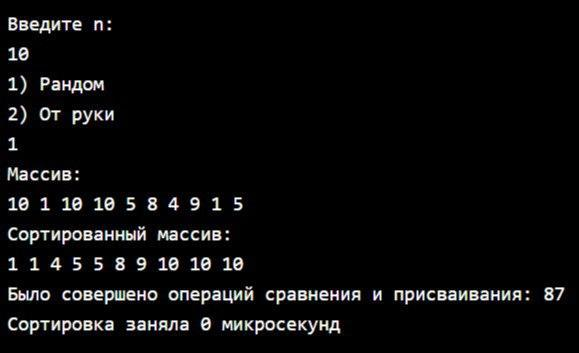 Введите n:
10
1) Рандом
2) От руки
1
Массив:
10 1 10 10 5 8 4 9 1 5
Сортированный массив:
1 1 4 5 5 8 9 10 10 10
Было совершено операций сравнения и присваивания: 87
Сортировка заняла 0 микросекунд